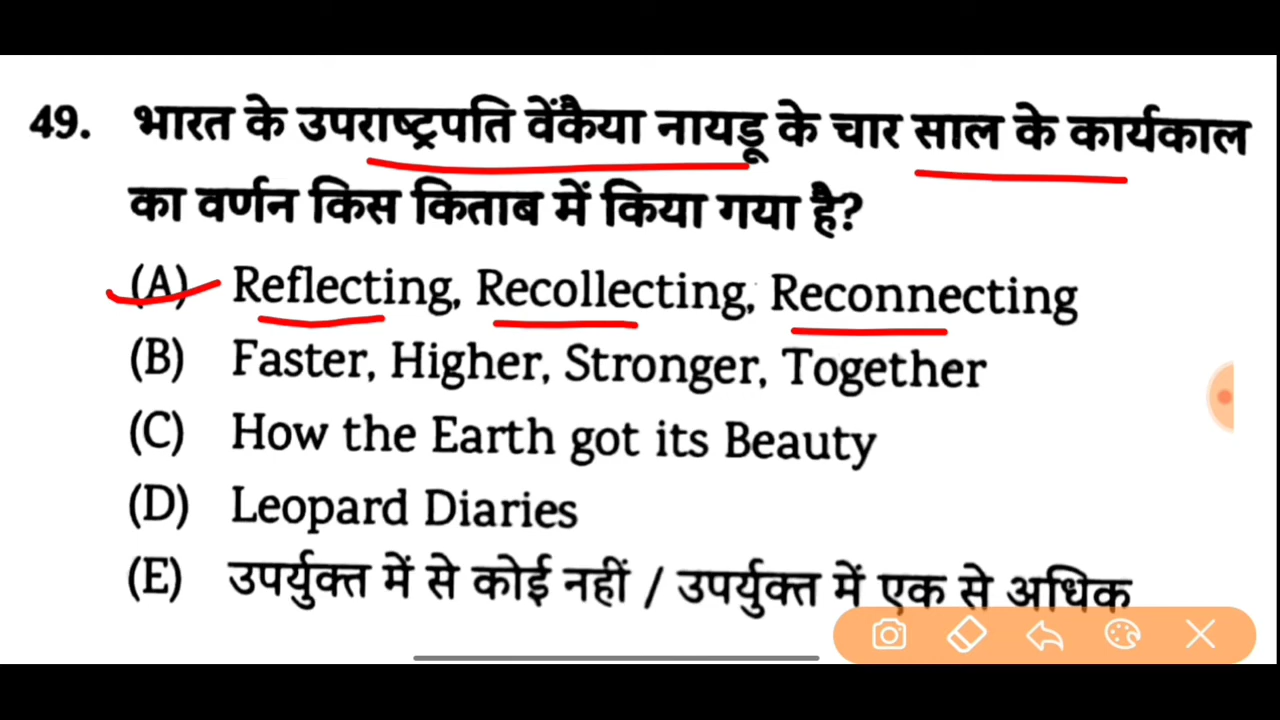 49. भारत के उपराष्ट्रपति वेंकैया नायडू के चार साल के कार्यकाल
का वर्णन किस किताब में किया गया है?
(A) Reflecting, Recollecting, Reconnecting
(B) Faster, Higher, Stronger, Together
(C) How the Earth got its Beauty
(D) Leopard Diaries
(E) उपर्युक्त में से कोई नहीं / उपर्युक्त में एक से अधिक